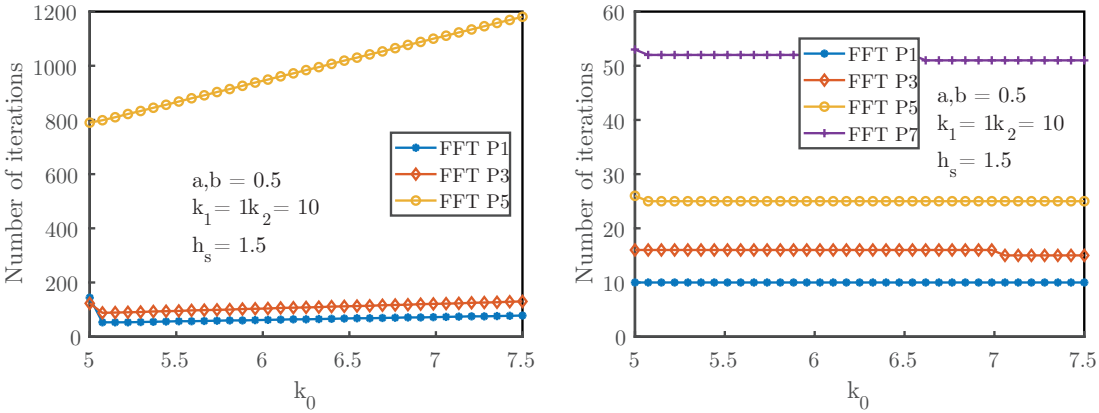 1200
1000
800
600
400
200
0
Number of iterations
5
5.5
6
6.5
7
7.5
k0
a,b = 0.5
k1= 1k2= 10
hs= 1.5
FFT P1
FFT P3
FFT P5
60
50
40
30
20
10
0
Number of iterations
5
5.5
6
6.5
7
7.5
k0
FFT P1
FFT P3
FFT P5
FFT P7
a,b = 0.5
k1= 1k2= 10
hs= 1.5